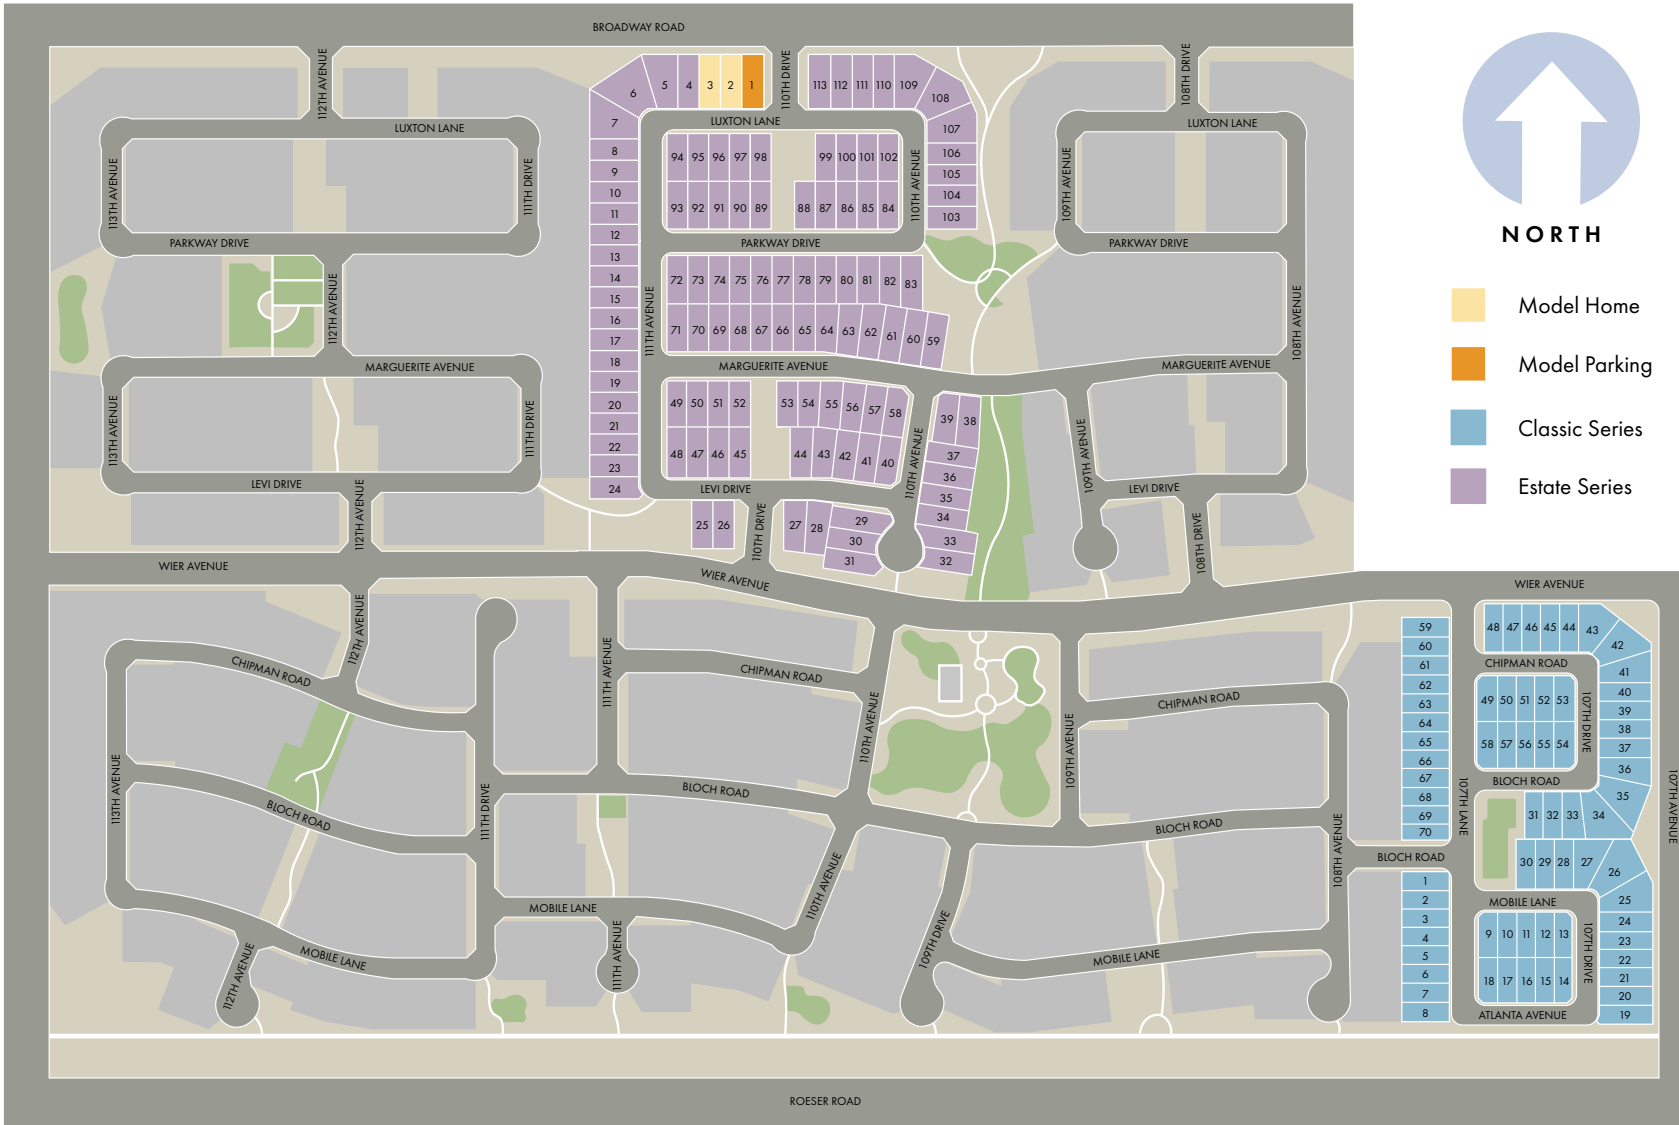 BROADWAY ROAD
112TH AVENUE
110TH DRIVE
108TH DRIVE
6 5 4 3 2 1
113 112 111 110 109 108
LUXTON LANE
LUXTON LANE
LUXTON LANE
7
107
8
94 95 96 97 98
99 100 101 102
106
9
105
10
104
11
93 92 91 90 89
88 87 86 85 84
103
113TH AVENUE
111TH DRIVE
110TH AVENUE
109TH AVENUE
12
PARKWAY DRIVE
PARKWAY DRIVE
PARKWAY DRIVE
13
14
72 73 74 75 76 77 78 79 80 81 82 83
15
16
71 70 69 68 67 66 65 64 63 62 61 60 59
17
112TH AVENUE
111TH AVENUE
108TH AVENUE
18
MARGUERITE AVENUE
MARGUERITE AVENUE
MARGUERITE AVENUE
19
20
49 50 51 52
53 54 55 56 57 58
39 38
21
22
48 47 46 45
44 43 42 41 40
37
23
36
24
35
113TH AVENUE
111TH DRIVE
110TH AVENUE
109TH AVENUE
LEVI DRIVE
LEVI DRIVE
LEVI DRIVE
34
25 26
27 28
29
33
30
32
31
112TH AVENUE
110TH DRIVE
108TH DRIVE
WIER AVENUE
WIER AVENUE
WIER AVENUE
NORTH
Model Home
Model Parking
Classic Series
Estate Series
112TH AVENUE
111TH AVENUE
110TH AVENUE
109TH AVENUE
CHIPMAN ROAD
CHIPMAN ROAD
CHIPMAN ROAD
CHIPMAN ROAD
59
60
61
62
63
64
65
66
67
68
69
70
48 47 46 45 44 43 42
41
40
39
38
37
36
35
49 50 51 52 53
58 57 56 55 54
107TH DRIVE
BLOCH ROAD
BLOCH ROAD
BLOCH ROAD
BLOCH ROAD
BLOCH ROAD
113TH AVENUE
111TH DRIVE
110TH AVENUE
108TH AVENUE
107TH LANE
107TH AVENUE
31 32 33 34
30 29 28 27 26
1
2
3
4
5
6
7
8
MOBILE LANE
MOBILE LANE
MOBILE LANE
MOBILE LANE
25
24
23
22
21
20
19
9 10 11 12 13
18 17 16 15 14
107TH DRIVE
112TH AVENUE
111TH AVENUE
109TH DRIVE
ATLANTA AVENUE
ROESER ROAD